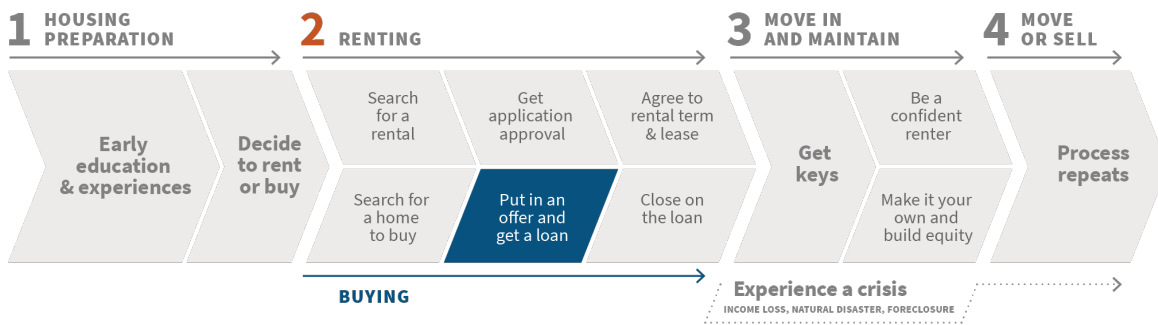 1 HOUSING
PREPARATION
2 RENTING
3 MOVE IN
AND MAINTAIN
4 MOVE
OR SELL
Early
education
& experiences
Decide
to rent
or buy
Search
for a
rental
Get
application
approval
Agree to
rental term
& lease
Search for
a home
to buy
Put in an
offer and
get a loan
Close on
the loan
Get
keys
Be a
confident
renter
Make it your
own and
build equity
Process
repeats
BUYING
Experience a crisis
INCOME LOSS, NATURAL DISASTER, FORECLOSURE